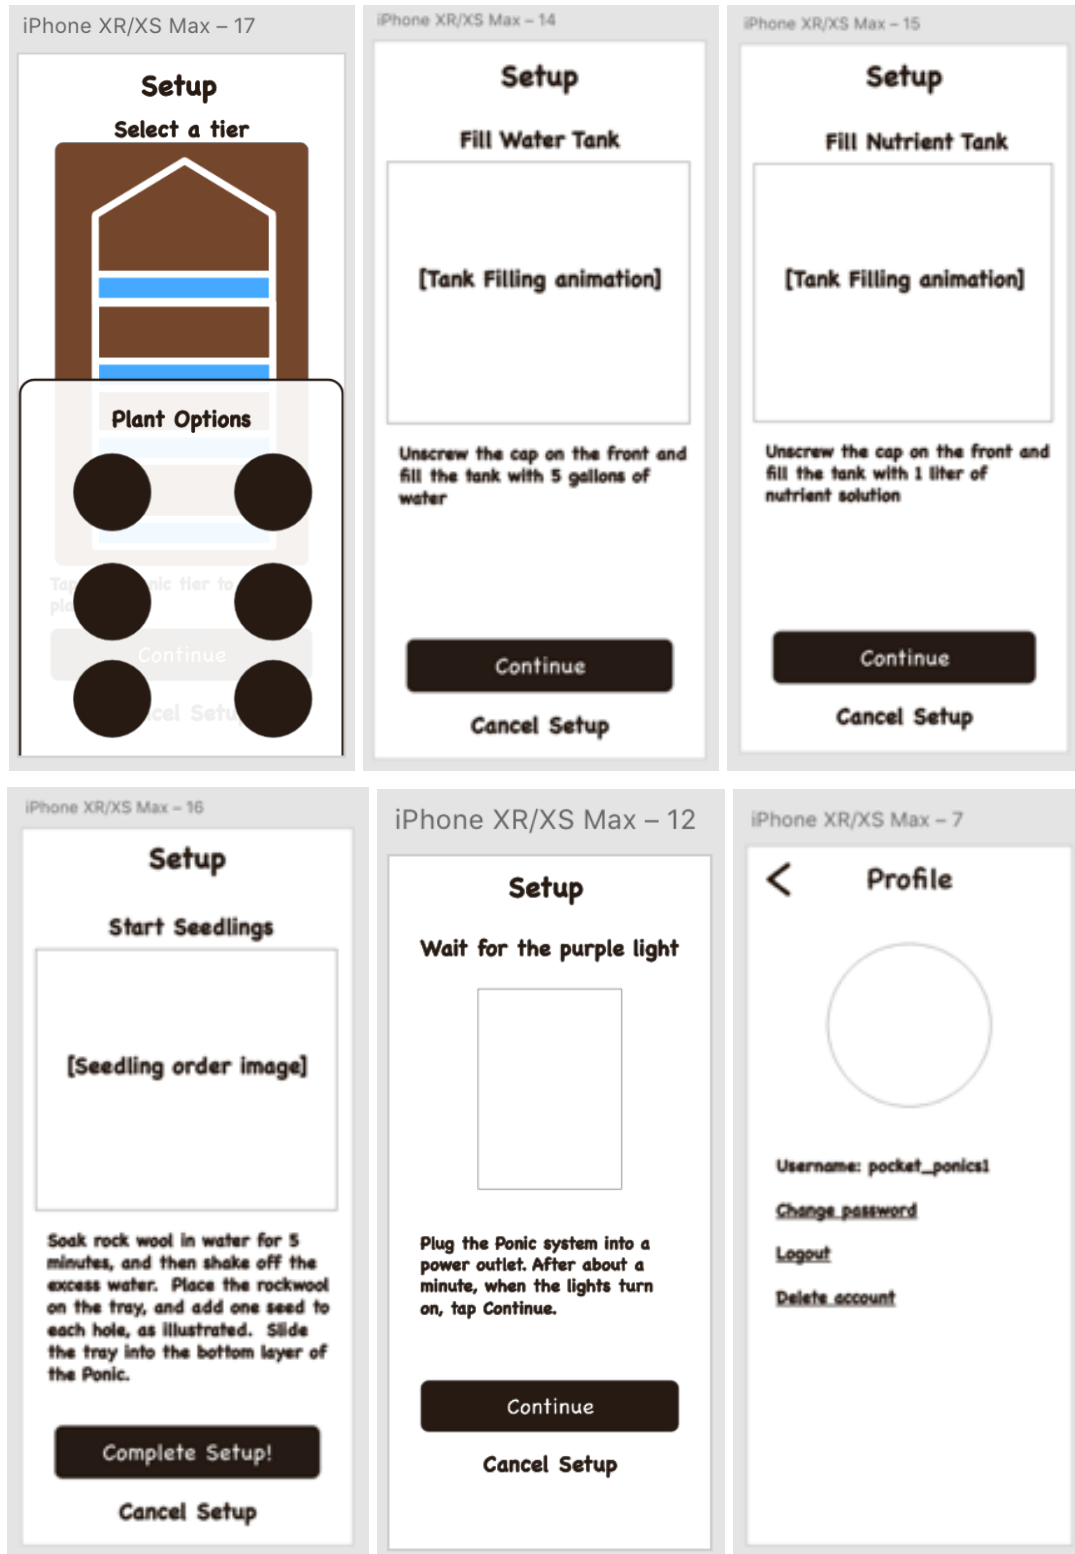 iPhone XR/XS Max – 17
Setup
Select a tier
Plant Options
nic tier to
Continue
iPhone XR/XS Max – 14
Setup
Fill Water Tank
[Tank Filling animation]
Unscrew the cap on the front and
fill the tank with 5 gallons of
water
Continue
Cancel Setup
iPhone XR/XS Max – 15
Setup
Fill Nutrient Tank
[Tank Filling animation]
Unscrew the cap on the front and
fill the tank with 1 liter of
nutrient solution
Continue
Cancel Setup
iPhone XR/XS Max – 16
Setup
Start Seedlings
[Seedling order image]
Soak rock wool in water for 5
minutes, and then shake off the
excess water. Place the rockwool
on the tray, and add one seed to
each hole, as illustrated. Slide
the tray into the bottom layer of
the Ponic.
Complete Setup!
Cancel Setup
iPhone XR/XS Max – 12
Setup
Wait for the purple light
Plug the Ponic system into a
power outlet. After about a
minute, when the lights turn
on, tap Continue.
Continue
Cancel Setup
iPhone XR/XS Max – 7
Profile
Username: pocket_ponics1
Change password
Logout
Delete account